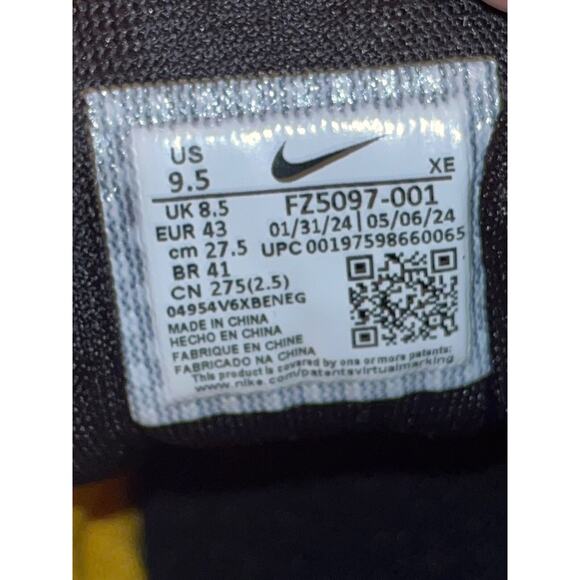 US
9.5
XE
UK 8.5
FZ5097-001
EUR 43
01/31/24 | 05/06/24
cm 27.5
UPC 00197598660065
BR 41
CN 275(2.5)
04954V6XBENEG
MADE IN CHINA
HECHO EN CHINA
FABRIQUE EN CHINE
FABRICADO NA CHINA
This product is covered by one or more patents:
www.nike.com/patentsvirtualmarking